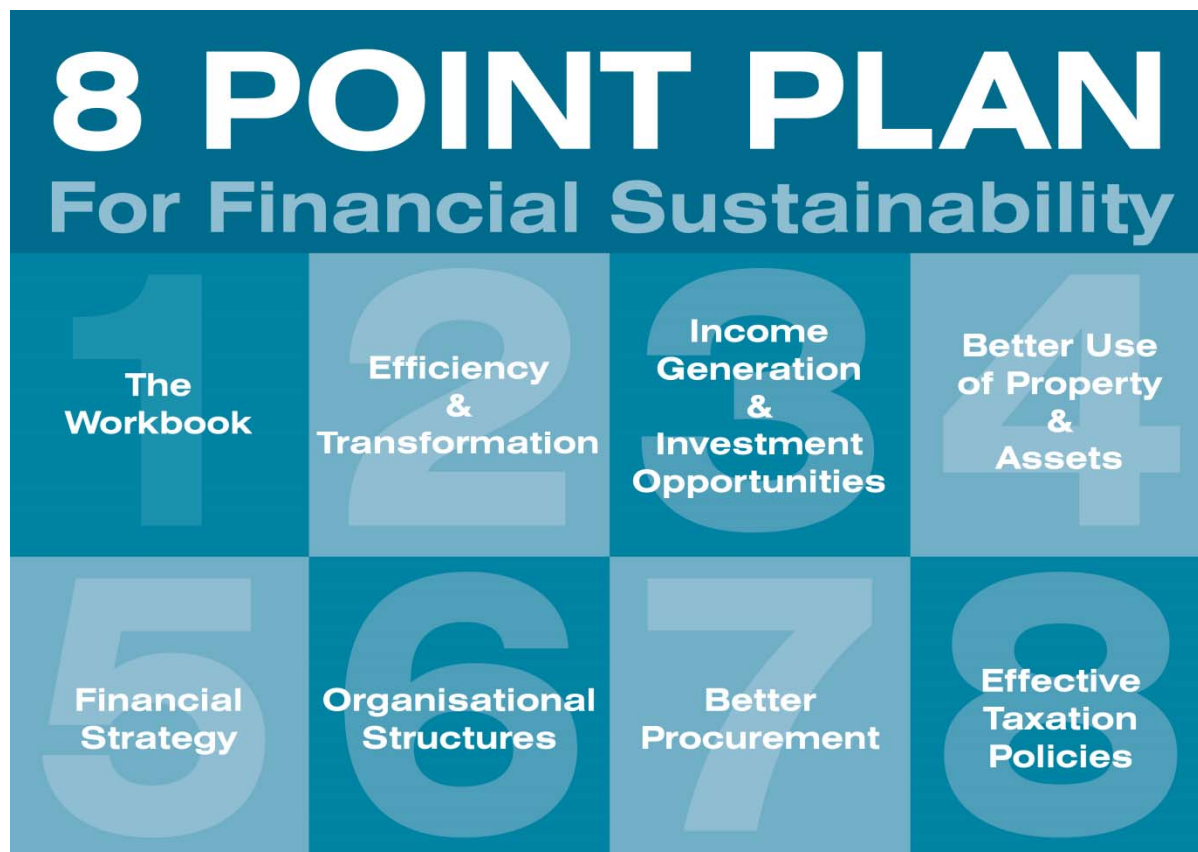 8 POINT PLAN
For Financial Sustainability
1
The
Workbook
2
Efficiency
&
Transformation
3
Income
Generation
&
Investment
Opportunities
4
Better Use
of Property
&
Assets
5
Financial
Strategy
6
Organisational
Structures
7
Better
Procurement
8
Effective
Taxation
Policies